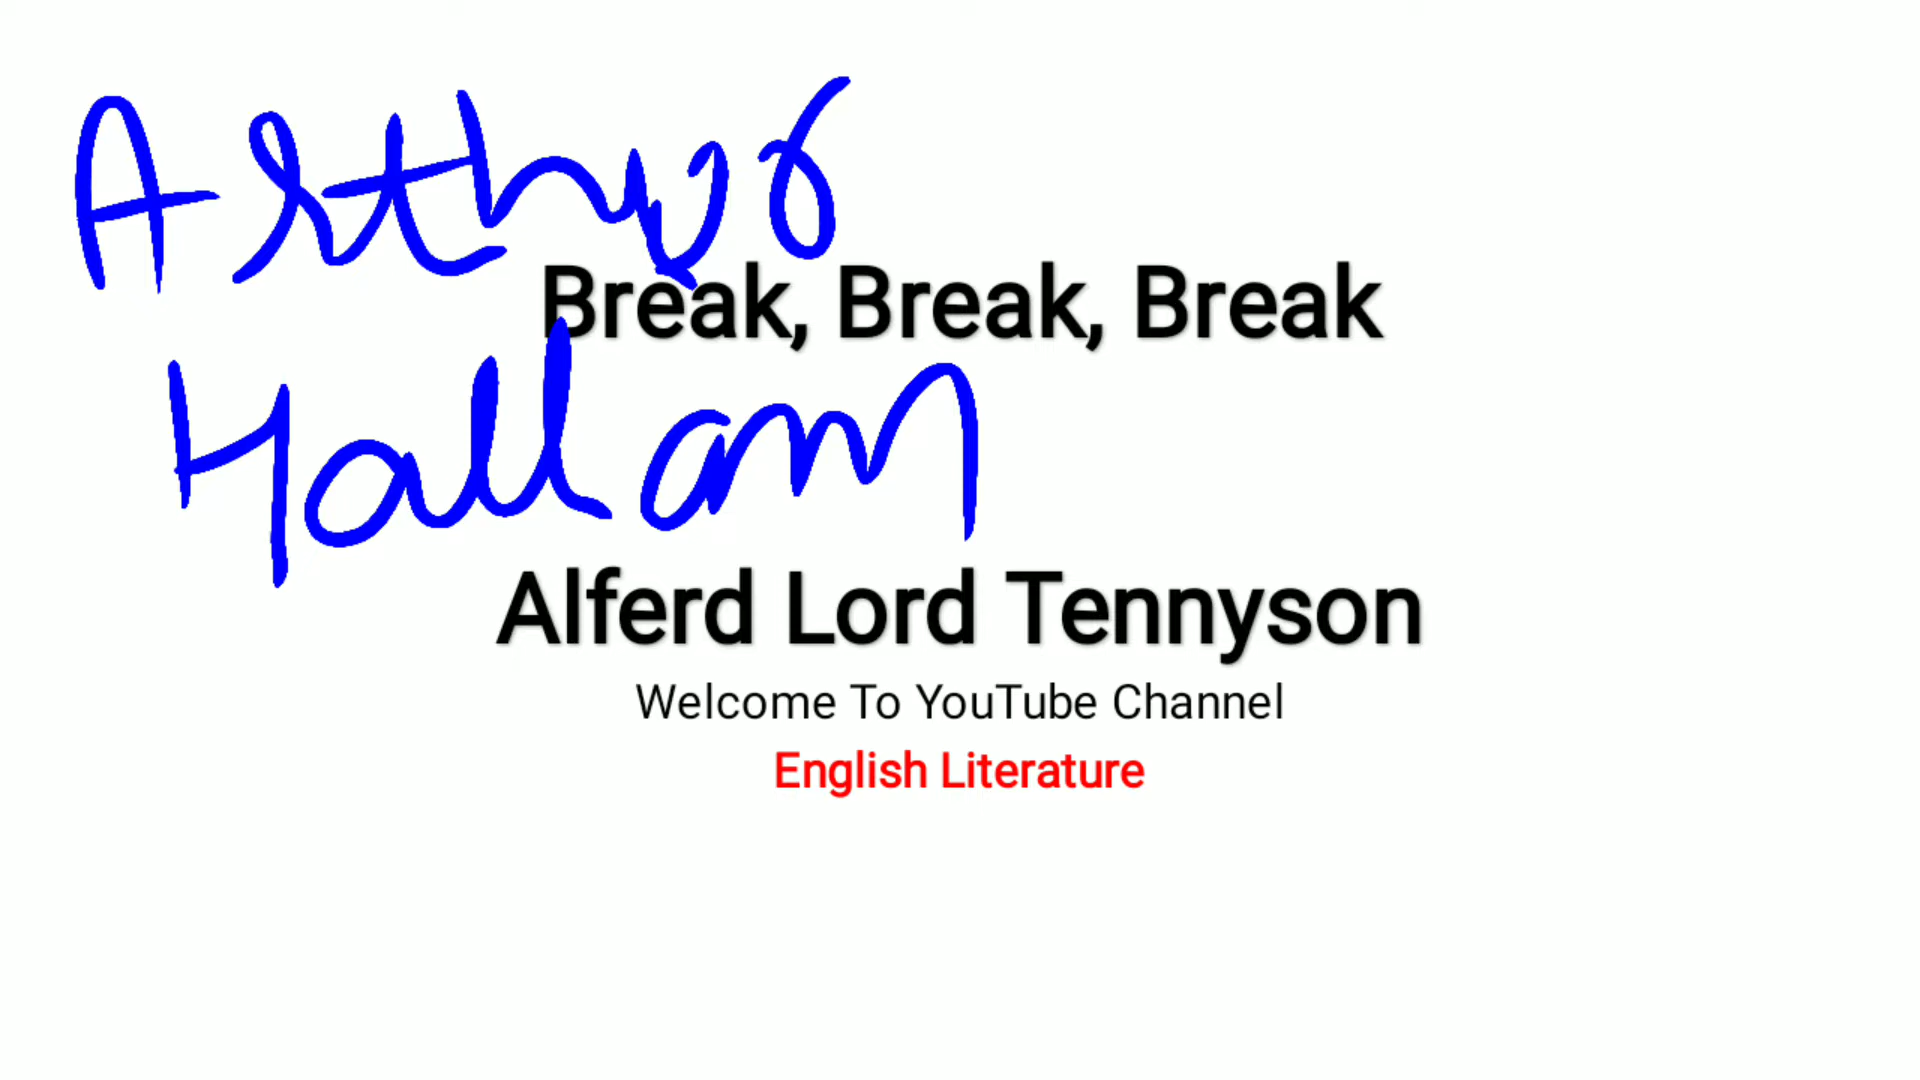 Arthur
Break, Break, Break
Hallam
Alferd Lord Tennyson
Welcome To YouTube Channel
English Literature